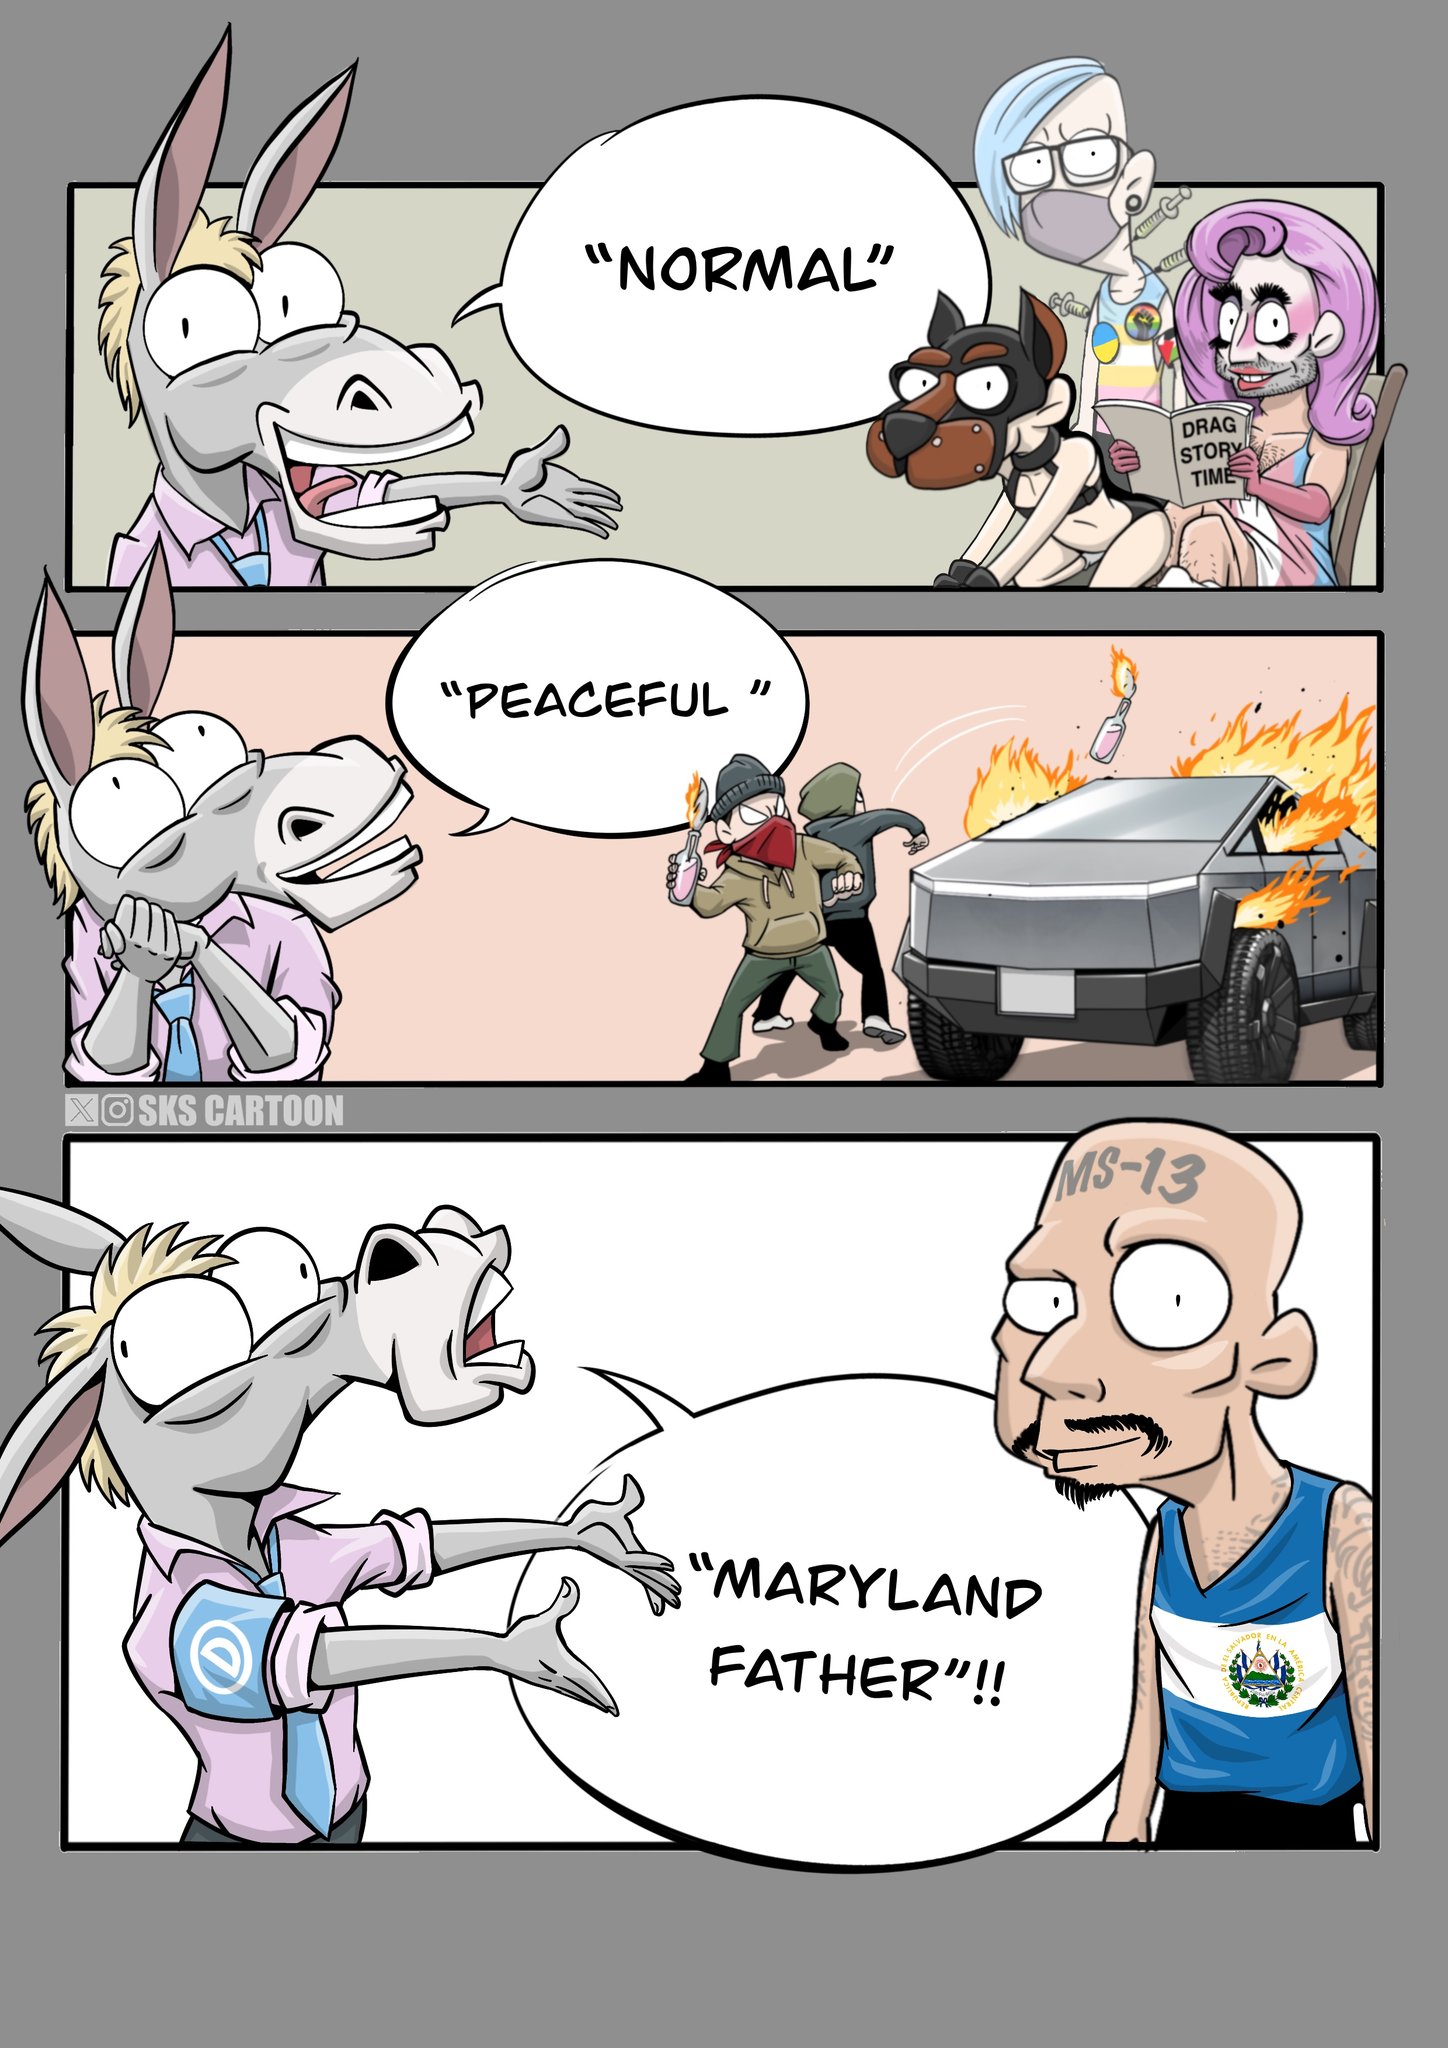 “NORMAL”
DRAG
STORY
TIME
“PEACEFUL ”
SKS CARTOON
MS-13
“MARYLAND
FATHER”!!
D